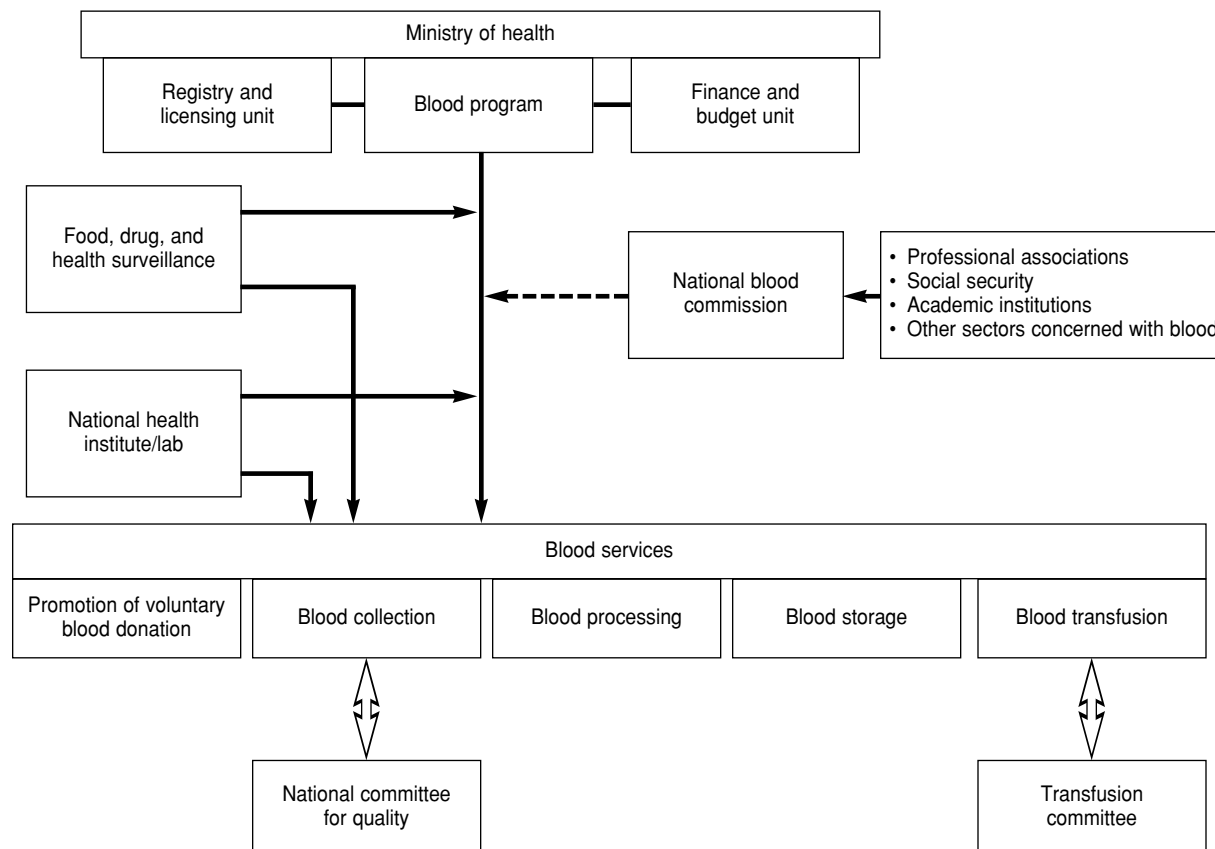 Ministry of health
Registry and
licensing unit
Blood program
Finance and
budget unit
Food, drug, and
health surveillance
National blood
commission
• Professional associations
• Social security
• Academic institutions
• Other sectors concerned with blood
National health
institute/lab
Blood services
Promotion of voluntary
blood donation
Blood collection
Blood processing
Blood storage
Blood transfusion
National committee
for quality
Transfusion
committee